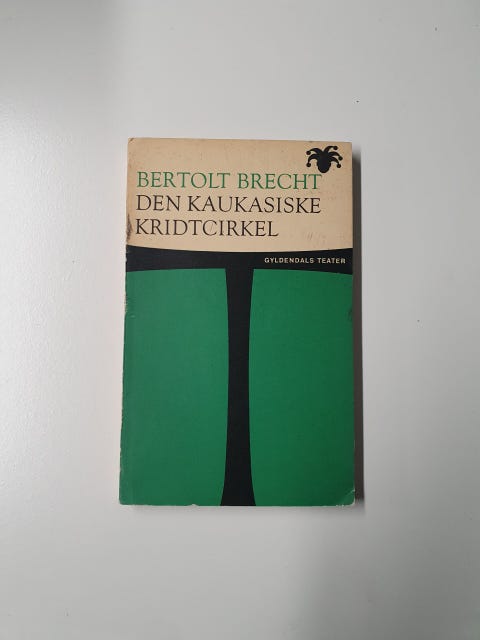 BERTOLT BRECHT
DEN KAUKASISKE
KRIDTCIRKEL
GYLDENDALS TEATER